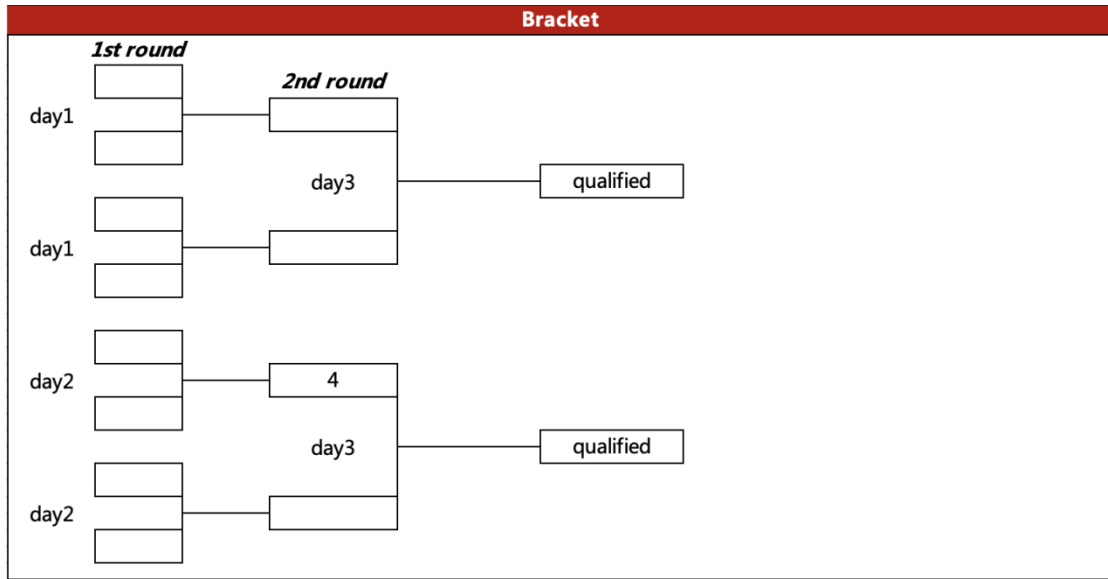 Bracket
1st round
2nd round
day1
day3
qualified
day1
day2
4
day3
qualified
day2